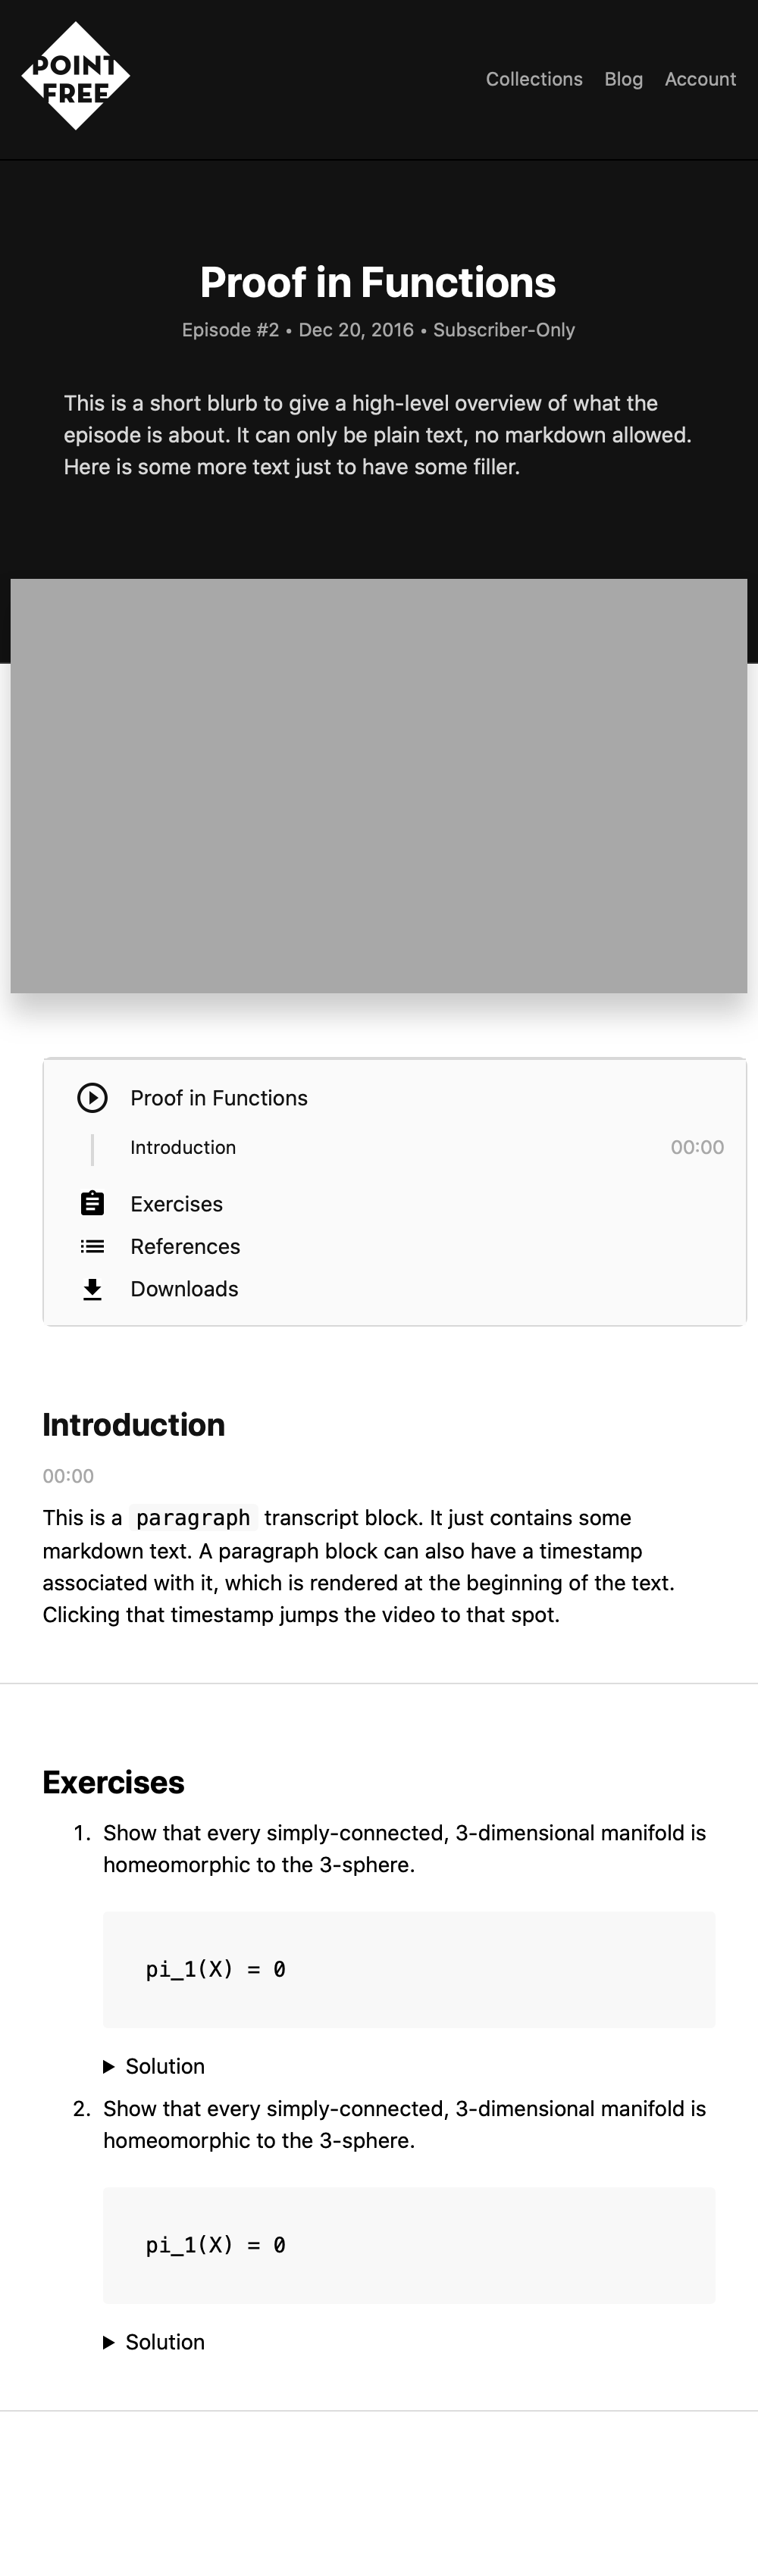 POINT
FREE
Collections Blog Account
Proof in Functions
Episode #2 • Dec 20, 2016 • Subscriber-Only
This is a short blurb to give a high-level overview of what the
episode is about. It can only be plain text, no markdown allowed.
Here is some more text just to have some filler.
Proof in Functions
Introduction 00:00
Exercises
References
Downloads
Introduction
00:00
This is a paragraph transcript block. It just contains some
markdown text. A paragraph block can also have a timestamp
associated with it, which is rendered at the beginning of the text.
Clicking that timestamp jumps the video to that spot.
Exercises
1. Show that every simply-connected, 3-dimensional manifold is
homeomorphic to the 3-sphere.
pi_1(X) = 0
Solution
2. Show that every simply-connected, 3-dimensional manifold is
homeomorphic to the 3-sphere.
pi_1(X) = 0
Solution